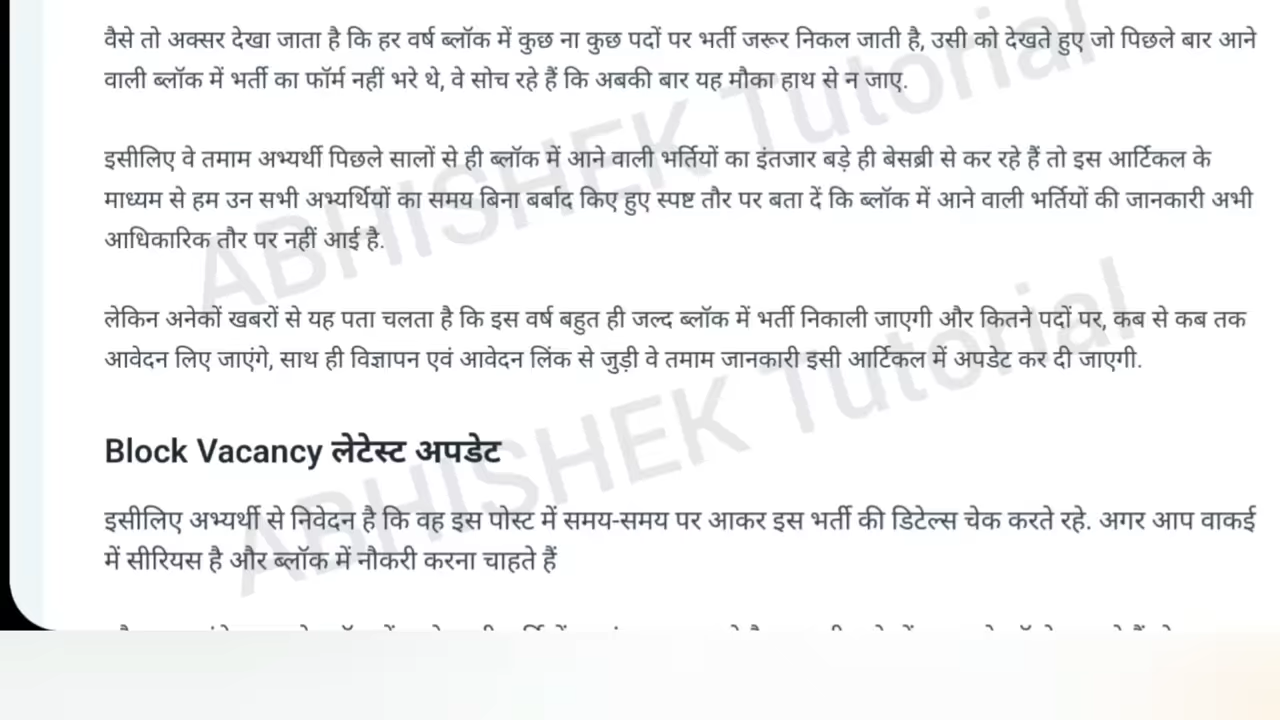 वैसे तो अक्सर देखा जाता है कि हर वर्ष ब्लॉक में कुछ ना कुछ पदों पर भर्ती जरूर निकल जाती है, उसी को देखते हुए जो पिछले बार आने
वाली ब्लॉक में भर्ती का फॉर्म नहीं भरे थे, वे सोच रहे हैं कि अबकी बार यह मौका हाथ से न जाए.
इसीलिए वे तमाम अभ्यर्थी पिछले सालों से ही ब्लॉक में आने वाली भर्तियों का इंतजार बड़े ही बेसब्री से कर रहे हैं तो इस आर्टिकल के
माध्यम से हम उन सभी अभ्यर्थियों का समय बिना बर्बाद किए हुए स्पष्ट तौर पर बता दें कि ब्लॉक में आने वाली भर्तियों की जानकारी अभी
आधिकारिक तौर पर नहीं आई है.
लेकिन अनेकों खबरों से यह पता चलता है कि इस वर्ष बहुत ही जल्द ब्लॉक में भर्ती निकाली जाएगी और कितने पदों पर, कब से कब तक
आवेदन लिए जाएंगे, साथ ही विज्ञापन एवं आवेदन लिंक से जुड़ी वे तमाम जानकारी इसी आर्टिकल में अपडेट कर दी जाएगी.
Block Vacancy लेटेस्ट अपडेट
इसीलिए अभ्यर्थी से निवेदन है कि वह इस पोस्ट में समय-समय पर आकर इस भर्ती की डिटेल्स चेक करते रहे. अगर आप वाकई
में सीरियस है और ब्लॉक में नौकरी करना चाहते हैं
ABHISHEK Tutorial
ABHISHEK Tutorial